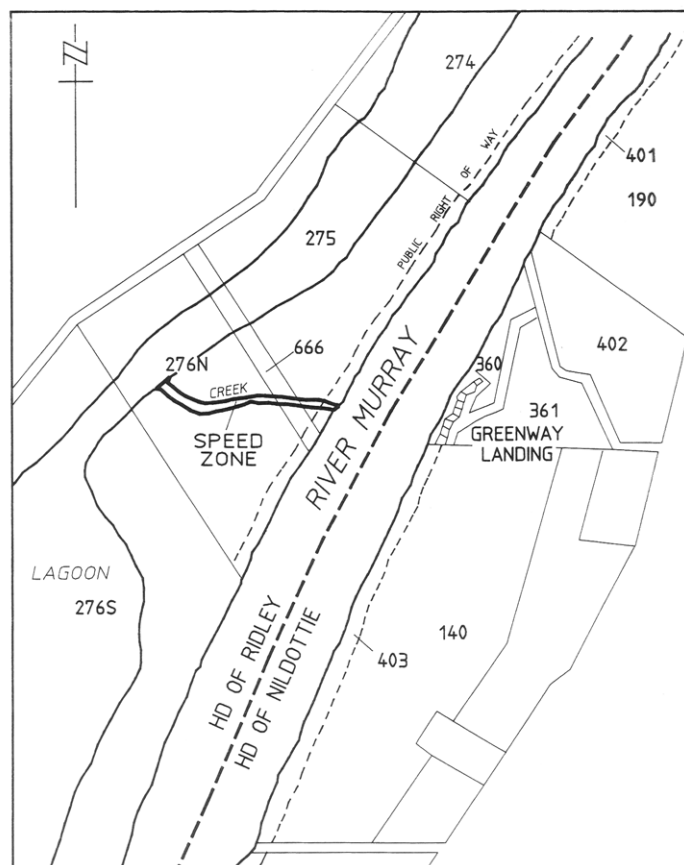 N
274
PUBLIC RIGHT OF WAY
401
190
275
276N
666
CREEK
SPEED
ZONE
RIVER MURRAY
360
402
361
GREENWAY
LANDING
LAGOON
276S
HD OF RIDLEY
HD OF NILDOTTIE
140
403